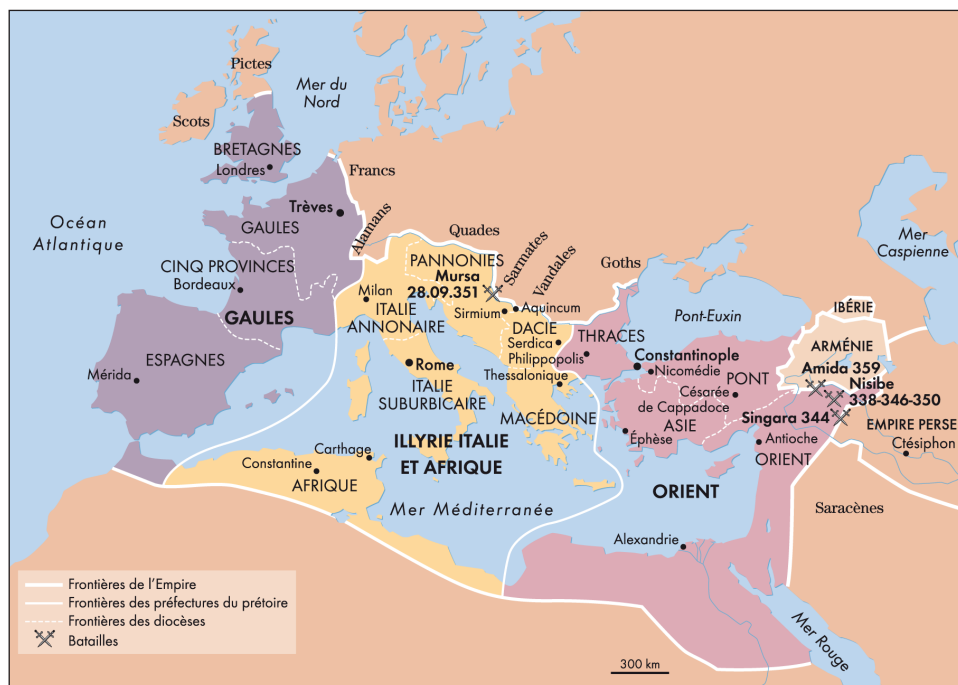 Pictes
Mer du
Nord
Scots
BRETAGNES
Londres
Francs
Océan
Atlantique
Trèves
GAULES
Alamans
Quades
Sarmates
Vandales
Goths
Mer
Caspienne
CINQ PROVINCES
Bordeaux
GAULES
PANNONIES
Mursa
28.09.351
Milan
ITALIE
ANNONAIRE
Sirmium
Aquincum
DACIE
Serdica
Philippopolis
THRACES
Pont-Euxin
IBÉRIE
ARMÉNIE
ESPAGNES
Mérida
Rome
ITALIE
SUBURBICAIRE
Thessalonique
MACÉDOINE
Constantinople
Nicomédie
PONT
Césarée
de Cappadoce
ASIE
Éphèse
Amida 359
Nisibe
338-346-350
Singara 344
EMPIRE PERSE
Ctésiphon
Antioche
ORIENT
Carthage
Constantine
AFRIQUE
ILLYRIE ITALIE
ET AFRIQUE
Mer Méditerranée
ORIENT
Saracènes
Alexandrie
Mer Rouge
Frontières de l’Empire
Frontières des préfectures du prétoire
Frontières des diocèses
Batailles
300 km